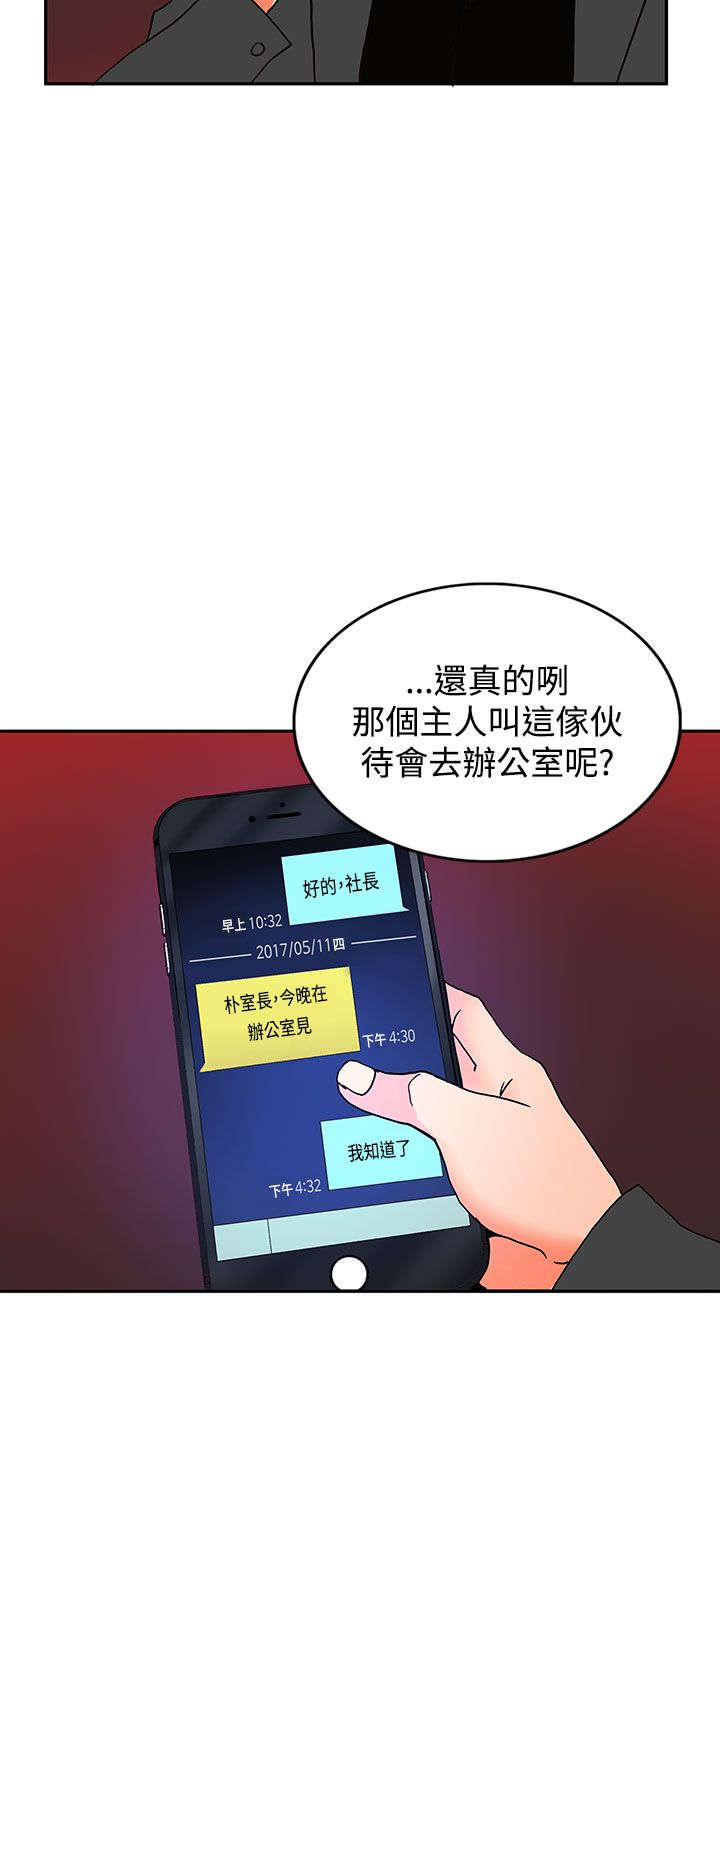 …還真的咧
那個主人叫這傢伙
待會去辦公室呢?
好的,社長
早上10:32
2017/05/11四
朴室長,今晚在
辦公室見
下午4:30
我知道了
下午4:32